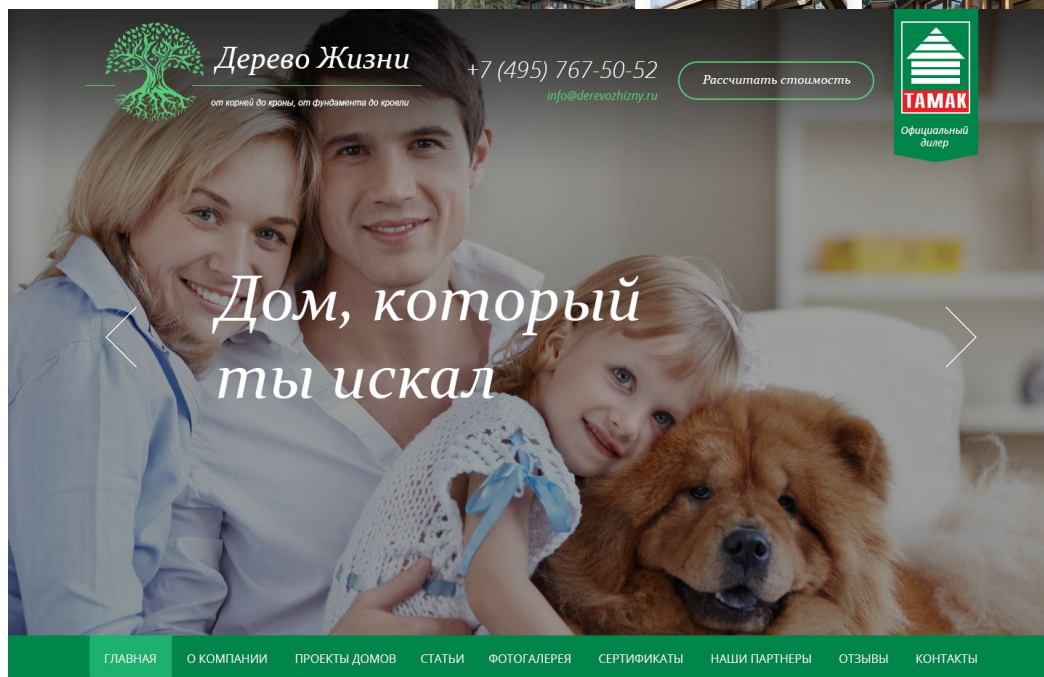 Дерево Жизни
от корней до кроны, от фундамента до кровли
+7 (495) 767-50-52
info@derevozhizny.ru
Рассчитать стоимость
ТАМАК
Официальный
дилер
Дом, который
ты искал
ГЛАВНАЯ О КОМПАНИИ ПРОЕКТЫ ДОМОВ СТАТЬИ ФОТОГАЛЕРЕЯ СЕРТИФИКАТЫ НАШИ ПАРТНЕРЫ ОТЗЫВЫ КОНТАКТЫ